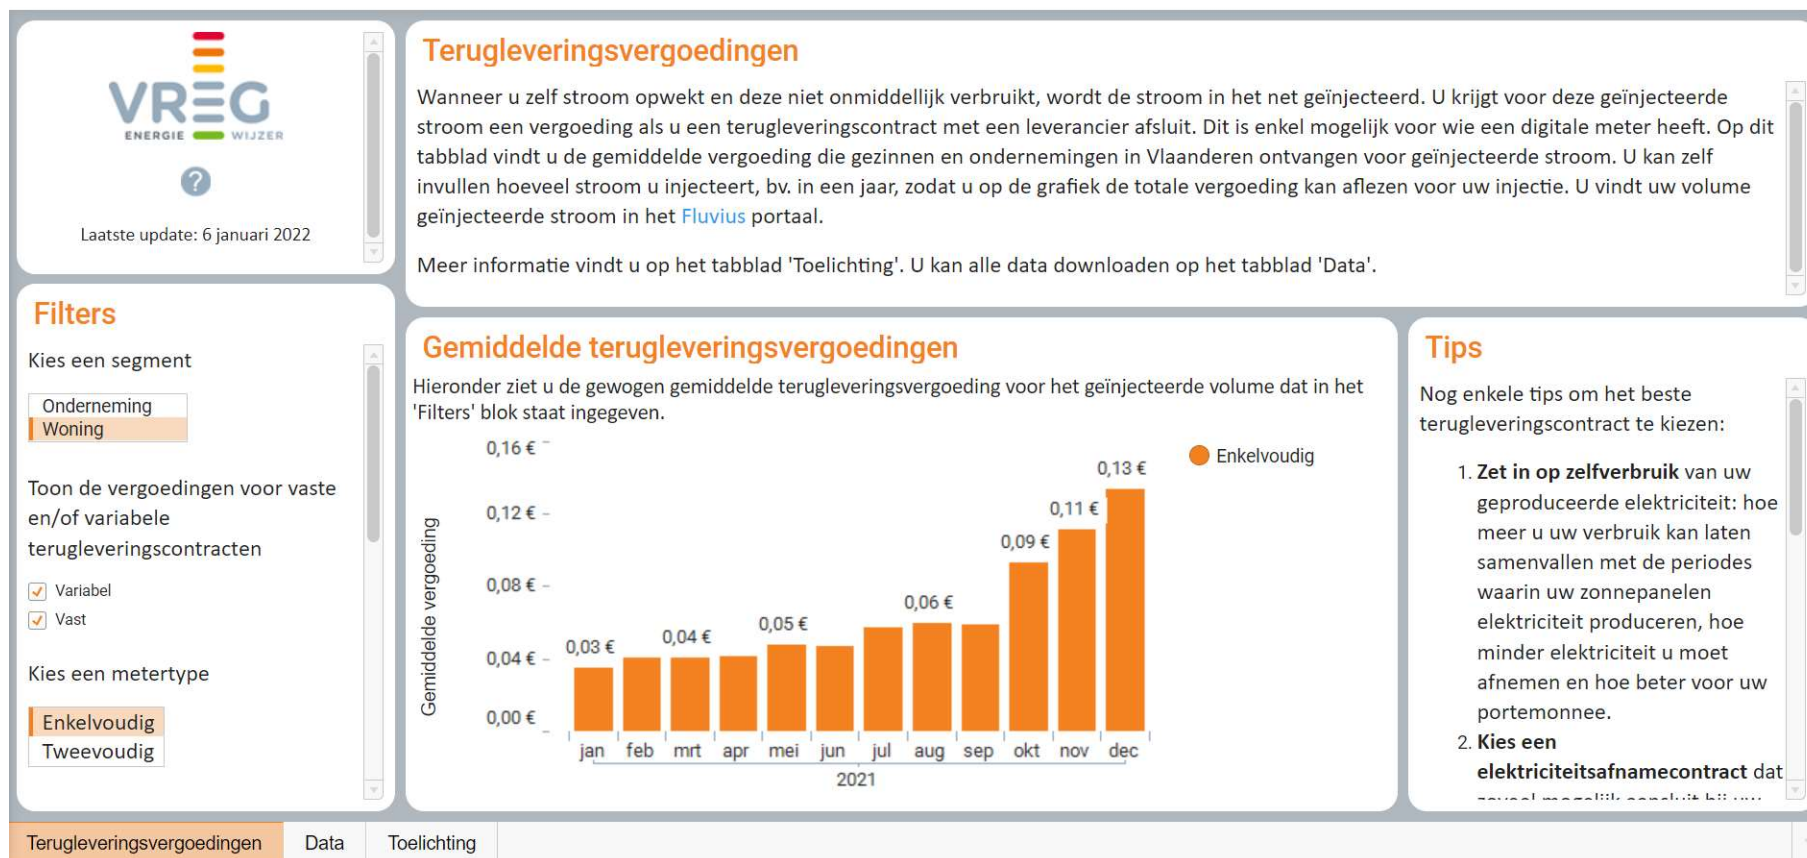 VREG
ENERGIE WIJZER
?
Laatste update: 6 januari 2022
Terugleveringsvergoedingen
Wanneer u zelf stroom opwekt en deze niet onmiddellijk verbruikt, wordt de stroom in het net geïnjecteerd. U krijgt voor deze geïnjecteerde
stroom een vergoeding als u een terugleveringscontract met een leverancier afsluit. Dit is enkel mogelijk voor wie een digitale meter heeft. Op dit
tabblad vindt u de gemiddelde vergoeding die gezinnen en ondernemingen in Vlaanderen ontvangen voor geïnjecteerde stroom. U kan zelf
invullen hoeveel stroom u injecteert, bv. in een jaar, zodat u op de grafiek de totale vergoeding kan aflezen voor uw injectie. U vindt uw volume
geïnjecteerde stroom in het Fluvius portaal.
Meer informatie vindt u op het tabblad 'Toelichting'. U kan alle data downloaden op het tabblad 'Data'.
Filters
Kies een segment
Onderneming
Woning
Toon de vergoedingen voor vaste
en/of variabele
terugleveringscontracten
Variabel
Vast
Kies een metertype
Enkelvoudig
Tweevoudig
Gemiddelde terugleveringsvergoedingen
Hieronder ziet u de gewogen gemiddelde terugleveringsvergoeding voor het geïnjecteerde volume dat in het
'Filters' blok staat ingegeven.
Gemiddelde vergoeding
0,16 €
0,12 €
0,08 €
0,04 €
0,00 €
0,03 €
0,04 €
0,05 €
0,06 €
0,09 €
0,11 €
0,13 €
jan feb mrt apr mei jun jul aug sep okt nov dec
2021
Enkelvoudig
Tips
Nog enkele tips om het beste
terugleveringscontract te kiezen:
1. Zet in op zelfverbruik van uw
geproduceerde elektriciteit: hoe
meer u uw verbruik kan laten
samenvallen met de periodes
waarin uw zonnepanelen
elektriciteit produceren, hoe
minder elektriciteit u moet
afnemen en hoe beter voor uw
portemonnee.
2. Kies een
elektriciteitsafnamecontract dat
Terugleveringsvergoedingen Data Toelichting